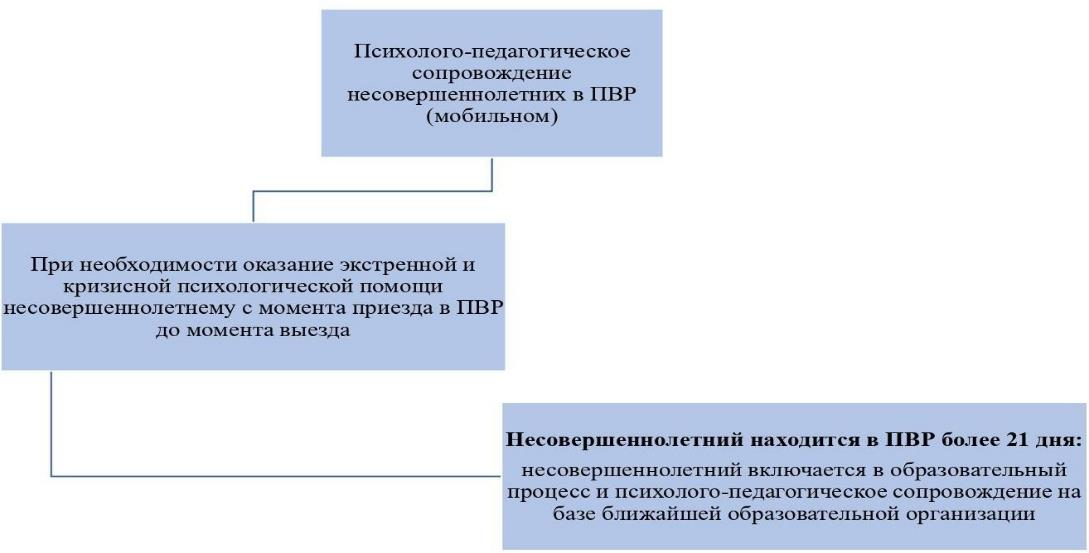 Психолого-педагогическое
сопровождение
несовершеннолетних в ПВР
(мобильном)
При необходимости оказание экстренной и
кризисной психологической помощи
несовершеннолетнему с момента приезда в ПВР
до момента выезда
Несовершеннолетний находится в ПВР более 21 дня:
несовершеннолетний включается в образовательный
процесс и психолого-педагогическое сопровождение на
базе ближайшей образовательной организации